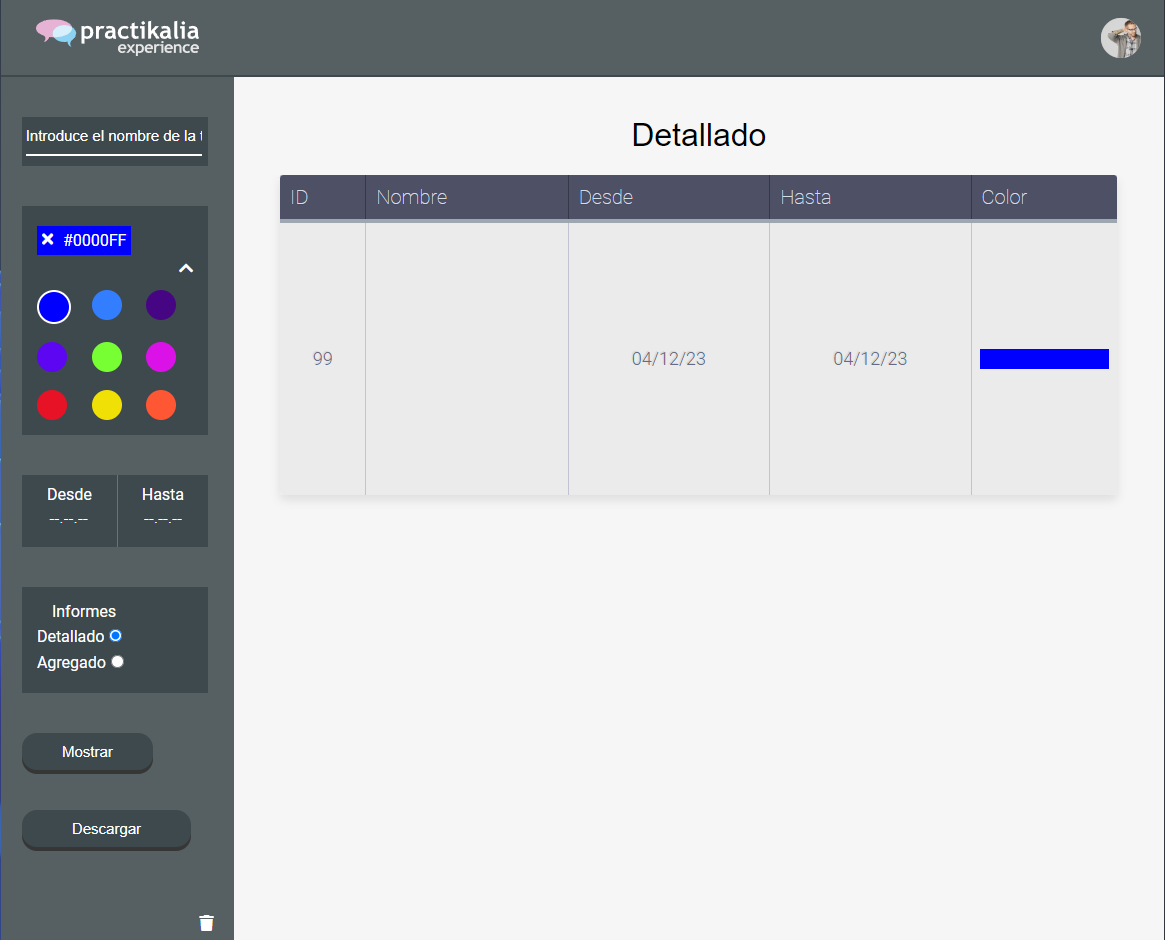 practikalia
experience
Introduce el nombre de la
#0000FF
Desde Hasta
--.--.-- --.--.--
Informes
Detallado
Agregado
Mostrar
Descargar
Detallado
ID Nombre Desde Hasta Color
99 04/12/23 04/12/23